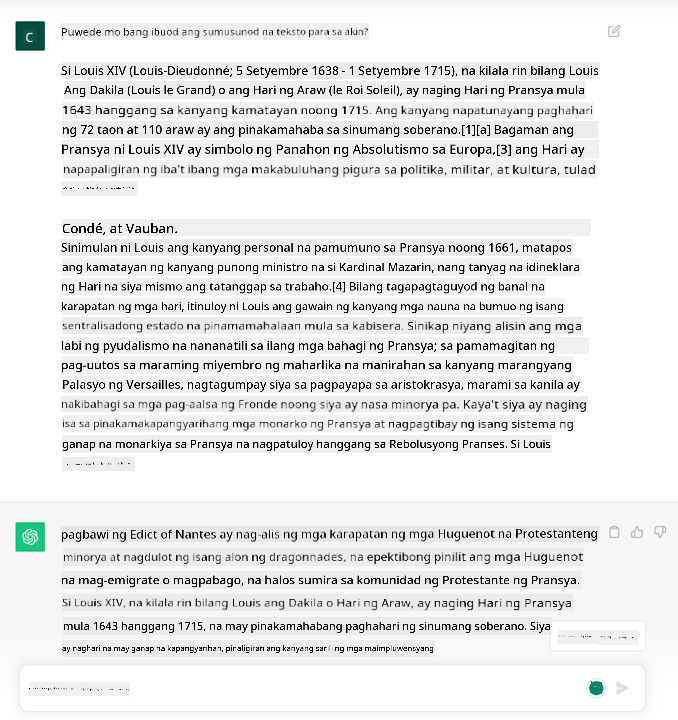 C
Puwede mo bang ibuod ang sumusunod na teksto para sa akin?
Si Louis XIV (Louis-Dieudonné; 5 Setyembre 1638 - 1 Setyembre 1715), na kilala rin bilang Louis
Ang Dakila (Louis le Grand) o ang Hari ng Araw (le Roi Soleil), ay naging Hari ng Pransya mula
1643 hanggang sa kanyang kamatayan noong 1715. Ang kanyang napatunayang paghahari
ng 72 taon at 110 araw ay ang pinakamahaba sa sinumang soberano.[1][a] Bagaman ang
Pransya ni Louis XIV ay simbolo ng Panahon ng Absolutismo sa Europa,[3] ang Hari ay
napapaligiran ng iba't ibang mga makabuluhang pigura sa politika, militar, at kultura, tulad
Condé, at Vauban.
Sinimulan ni Louis ang kanyang personal na pamumuno sa Pransya noong 1661, matapos
ang kamatayan ng kanyang punong ministro na si Kardinal Mazarin, nang tanyag na idineklara
ng Hari na siya mismo ang tatanggap sa trabaho.[4] Bilang tagapagtaguyod ng banal na
karapatan ng mga hari, itinuloy ni Louis ang gawain ng kanyang mga nauna na bumuo ng isang
sentralisadong estado na pinamamahalaan mula sa kabisera. Sinikap niyang alisin ang mga
labi ng pyudalismo na nananatili sa ilang mga bahagi ng Pransya; sa pamamagitan ng
pag-uutos sa maraming miyembro ng maharlika na manirahan sa kanyang marangyang
Palasyo ng Versailles, nagtagumpay siya sa pagpayapa sa aristokrasya, marami sa kanila ay
nakibahagi sa mga pag-aalsa ng Fronde noong siya ay nasa minorya pa. Kaya't siya ay naging
isa sa pinakamakapangyarihang mga monarko ng Pransya at nagpagtibay ng isang sistema ng
ganap na monarkiya sa Pransya na nagpatuloy hanggang sa Rebolusyong Pranses. Si Louis
pagbawi ng Edict of Nantes ay nag-alis ng mga karapatan ng mga Huguenot na Protestanteng
minorya at nagdulot ng isang alon ng dragonnades, na epektibong pinilit ang mga Huguenot
na mag-emigrate o magpabago, na halos sumira sa komunidad ng Protestante ng Pransya.
Si Louis XIV, na kilala rin bilang Louis ang Dakila o Hari ng Araw, ay naging Hari ng Pransya
mula 1643 hanggang 1715, na may pinakamahabang paghahari ng sinumang soberano. Siya
ay naghari na may ganap na kapangyarihan, pinaligiran ang kanyang sarili ng mga maimpluwensyang